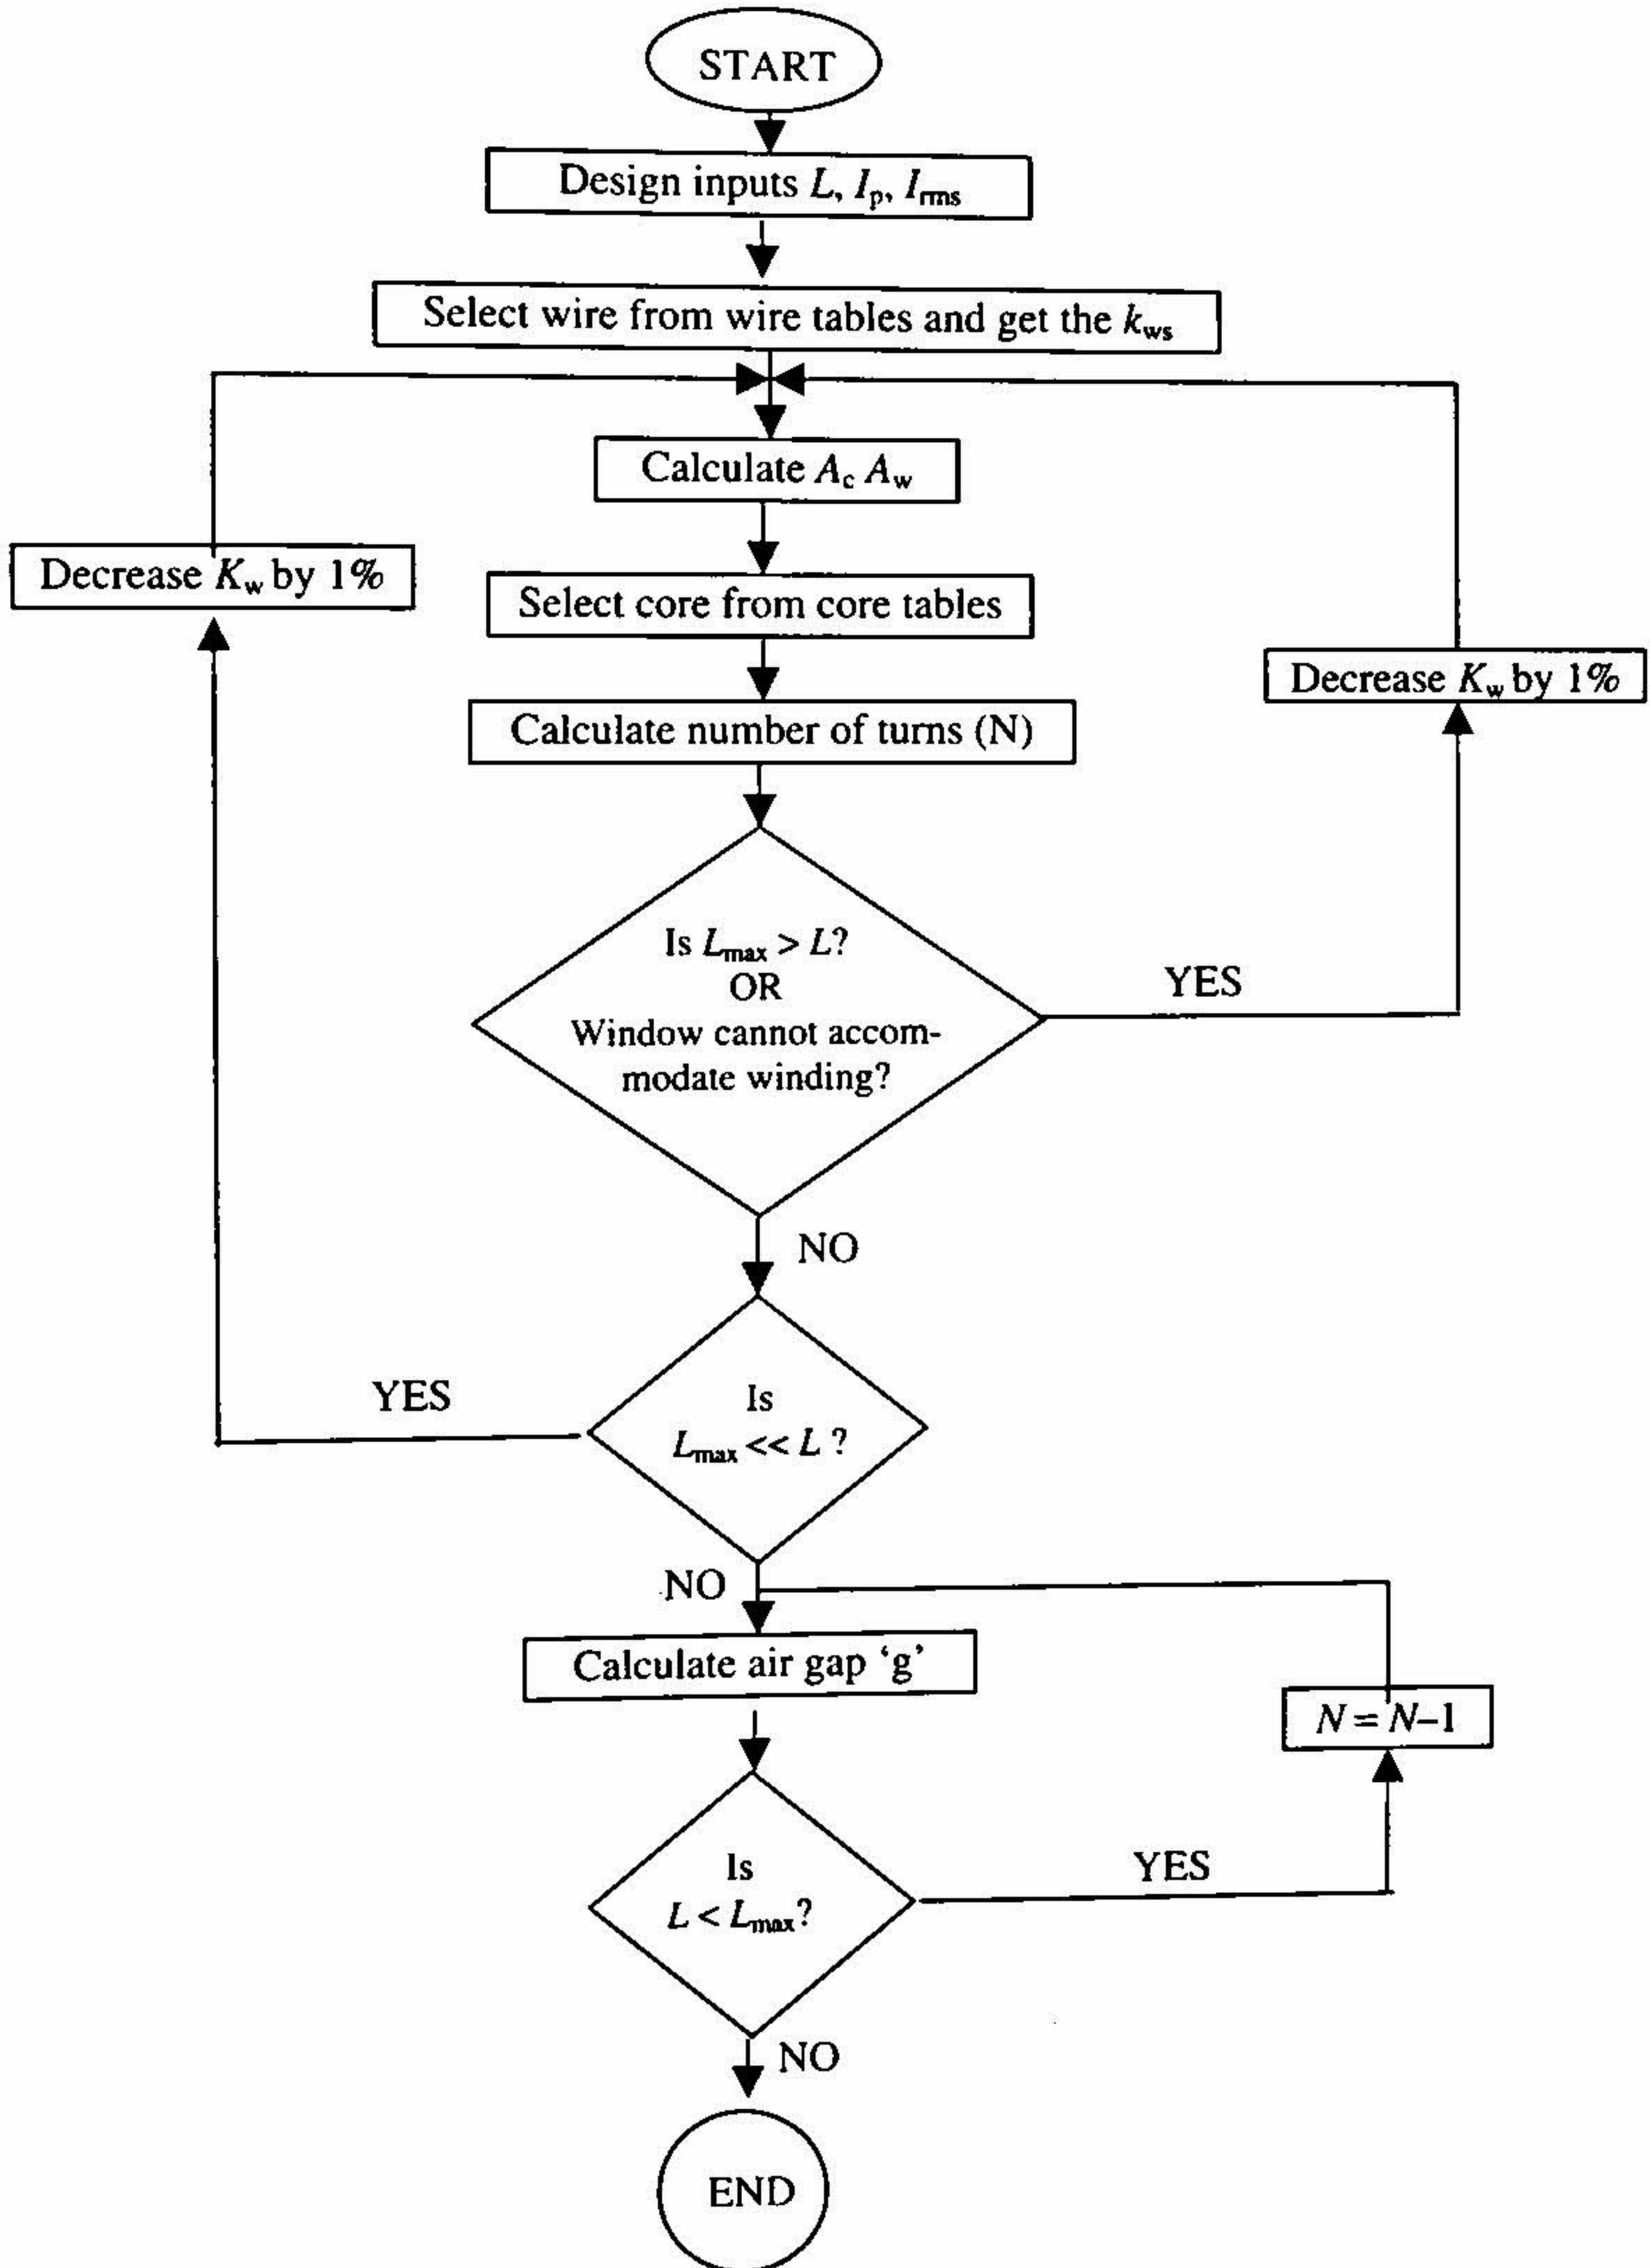 START
Design inputs L, Ip, Irms
Select wire from wire tables and get the kws
Calculate Ac Aw
Decrease Kw by 1%
Select core from core tables
Decrease Kw by 1%
Calculate number of turns (N)
Is Lmax > L?
OR
Window cannot accom-
modate winding?
YES
NO
YES
Is
Lmax << L ?
NO
Calculate air gap ‘g’
N = N–1
Is
L < Lmax?
YES
NO
END